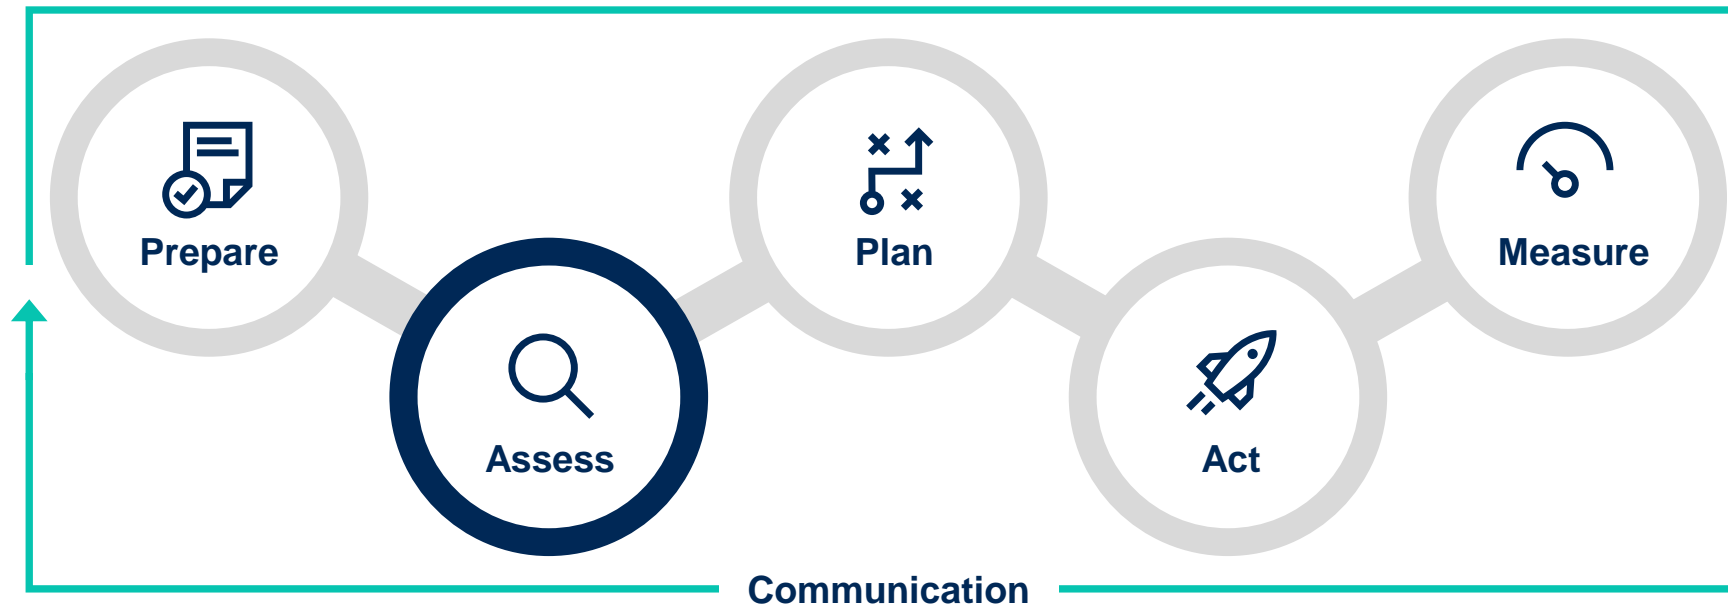 Prepare
Assess
Plan
Act
Measure
Communication